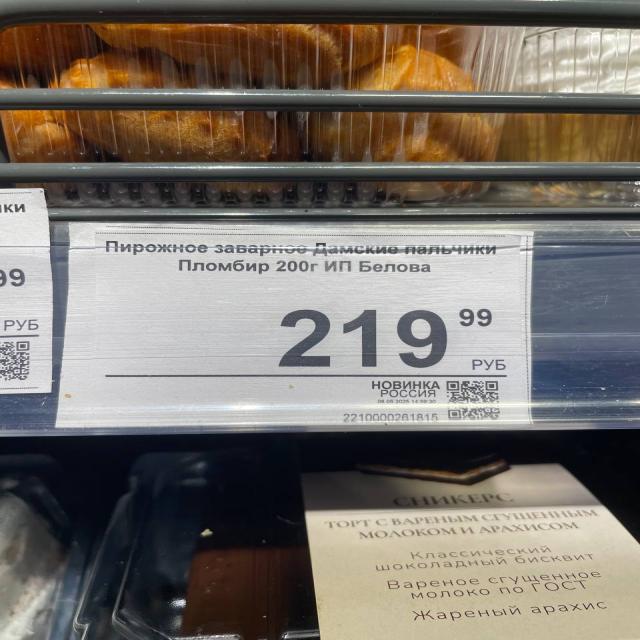 Пирожное заварное Дамские пальчики
Пломбир 200г ИП Белова
219 99
РУБ
НОВИНКА
РОССИЯ
2210000261815
99
РУБ
СНИКЕРС
ТОРТ С ВАРЕНЫМ СГУЩЕННЫМ
МОЛОКОМ И АРАХИСОМ
Классический
шоколадный бисквит
Вареное сгущенное
молоко по ГОСТ
Жареный арахис